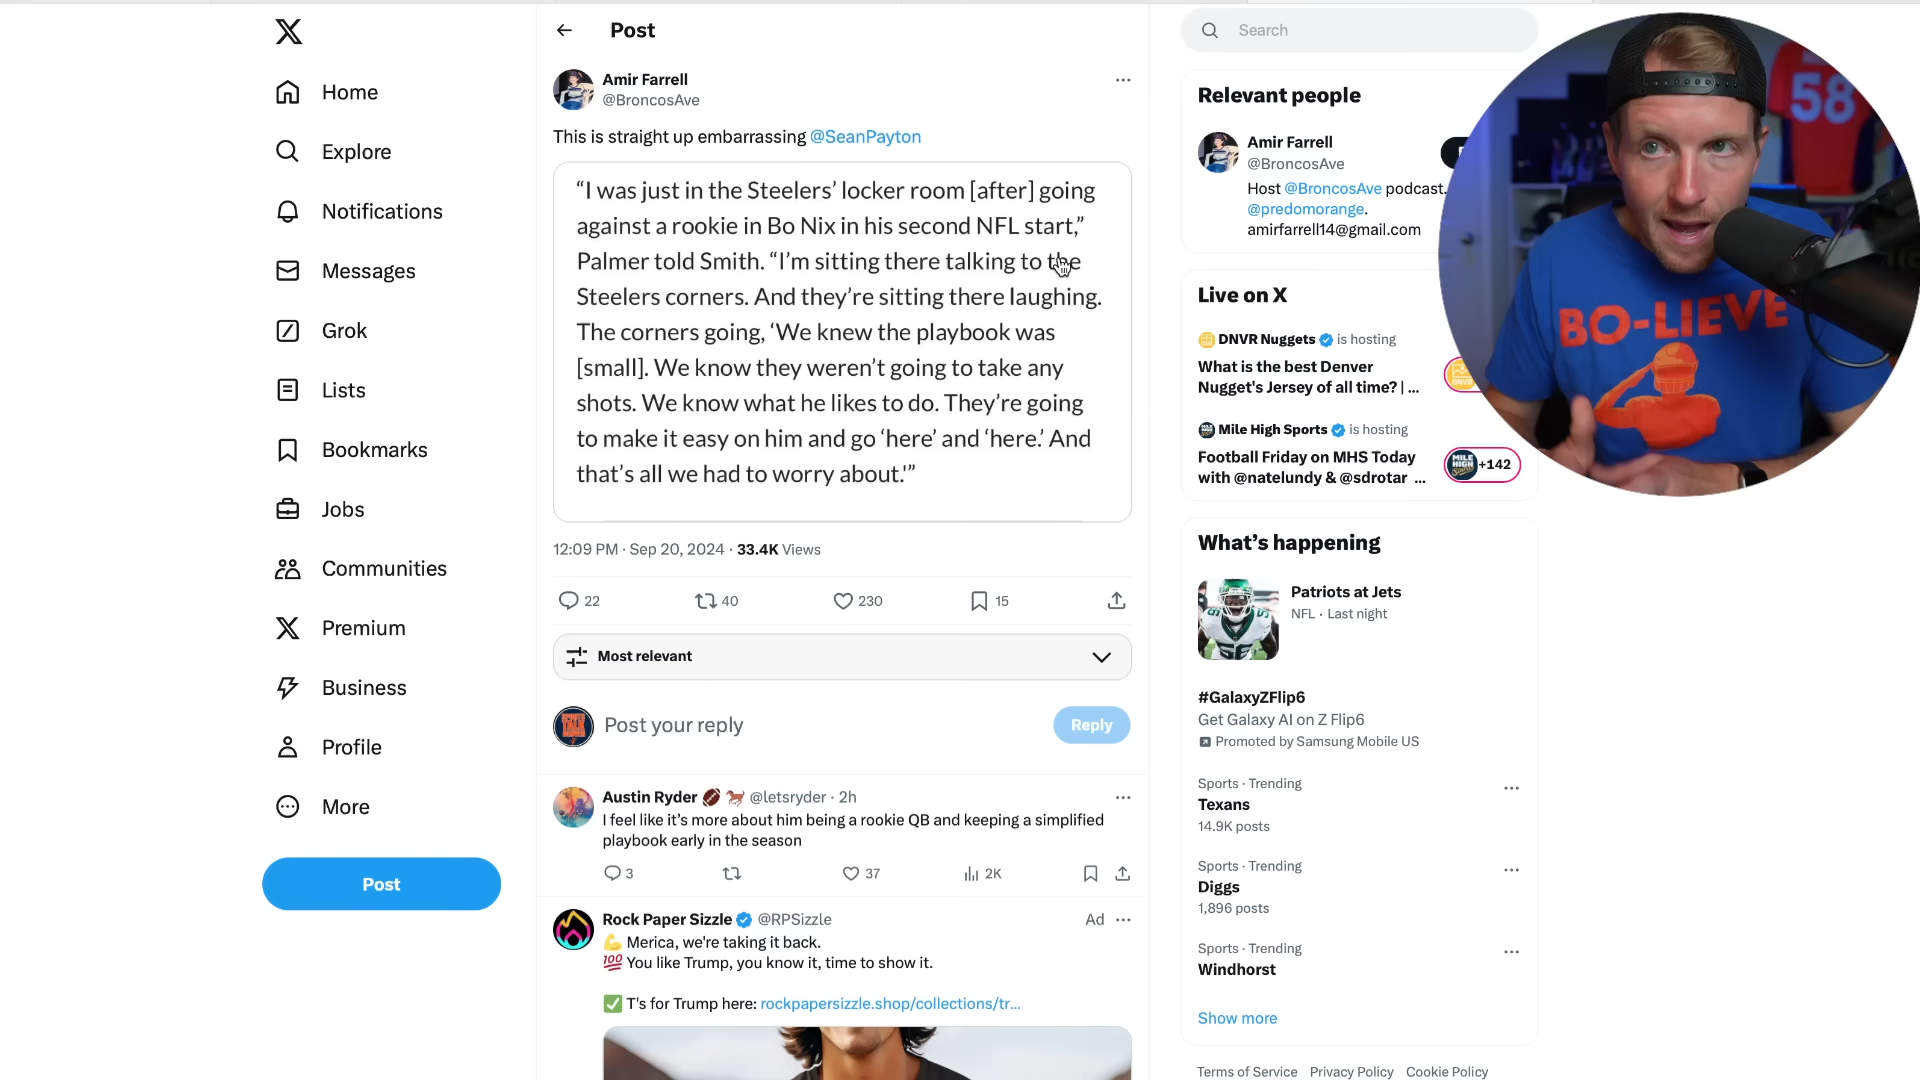 Home
Explore
Notifications
Messages
Grok
Lists
Bookmarks
Jobs
Communities
Premium
Business
Profile
More
Post
Post
Amir Farrell
@BroncosAve
This is straight up embarrassing @SeanPayton
“I was just in the Steelers’ locker room [after] going
against a rookie in Bo Nix in his second NFL start,”
Palmer told Smith. “I’m sitting there talking to the
Steelers corners. And they’re sitting there laughing.
The corners going, ‘We knew the playbook was
[small]. We know they weren’t going to take any
shots. We know what he likes to do. They’re going
to make it easy on him and go ‘here’ and ‘here.’ And
that’s all we had to worry about.'”
12:09 PM · Sep 20, 2024 · 33.4K Views
22 40 230 15
Most relevant
Post your reply
Reply
Austin Ryder @letsryder · 2h
I feel like it’s more about him being a rookie QB and keeping a simplified
playbook early in the season
3 37 2K
Rock Paper Sizzle @RPSizzle Ad
Merica, we're taking it back.
💯 You like Trump, you know it, time to show it.
T's for Trump here: rockpapersizzle.shop/collections/tr...
Search
Relevant people
Amir Farrell
@BroncosAve
Host @BroncosAve podcast.
@predomorange.
amirfarrell14@gmail.com
Live on X
DNVR Nuggets is hosting
What is the best Denver
Nugget's Jersey of all time? | ...
Mile High Sports is hosting
Football Friday on MHS Today
with @natelundy & @sdrotar ...
+142
What’s happening
Patriots at Jets
NFL · Last night
#GalaxyZFlip6
Get Galaxy AI on Z Flip6
Promoted by Samsung Mobile US
Sports · Trending
Texans
14.9K posts
Sports · Trending
Diggs
1,896 posts
Sports · Trending
Windhorst
Show more
Terms of Service Privacy Policy Cookie Policy
58
BO-LIEVE